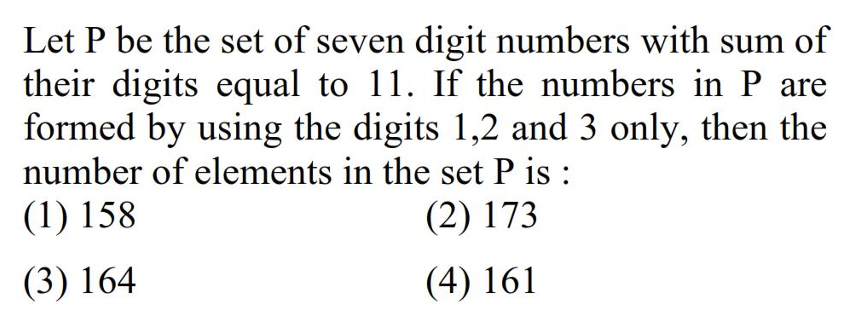 Let P be the set of seven digit numbers with sum of
their digits equal to 11. If the numbers in P are
formed by using the digits 1,2 and 3 only, then the
number of elements in the set P is :
(1) 158 (2) 173
(3) 164 (4) 161